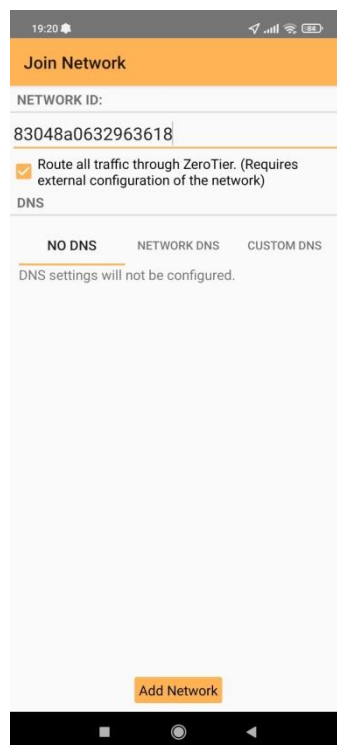 19:20
84
Join Network
NETWORK ID:
83048a0632963618
Route all traffic through ZeroTier. (Requires
external configuration of the network)
DNS
NO DNS NETWORK DNS CUSTOM DNS
DNS settings will not be configured.
Add Network